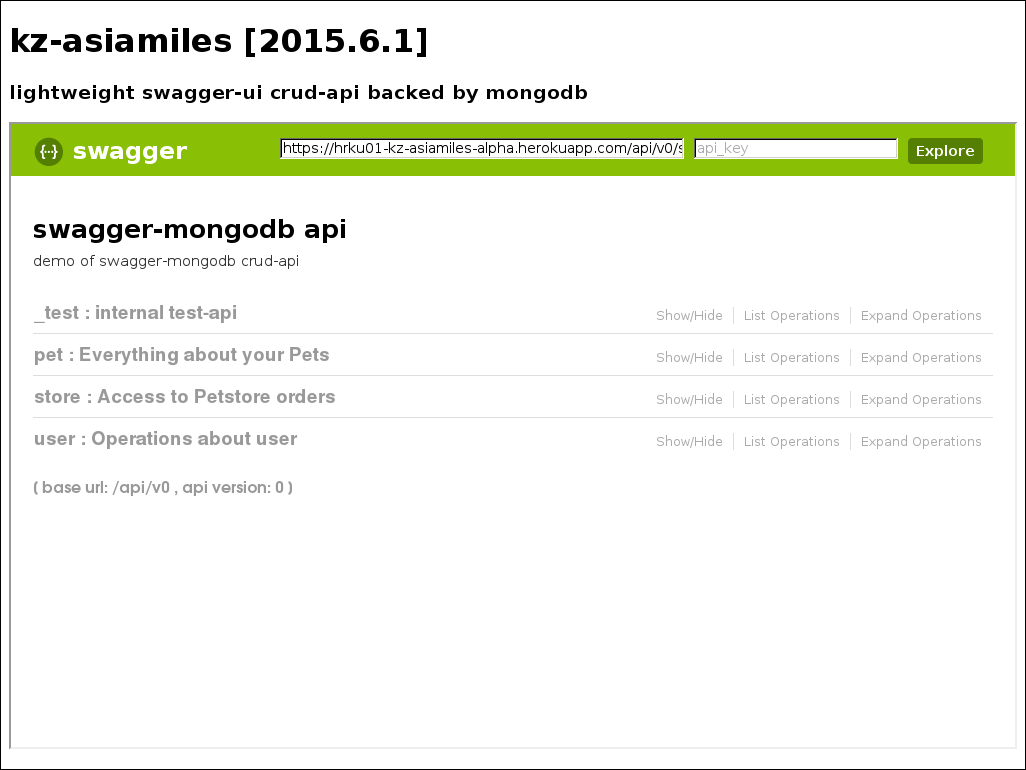 kz-asiamiles [2015.6.1]
lightweight swagger-ui crud-api backed by mongodb
{···} swagger https://hrku01-kz-asiamiles-alpha.herokuapp.com/api/v0/s api_key Explore
swagger-mongodb api
demo of swagger-mongodb crud-api
_test : internal test-api Show/Hide List Operations Expand Operations
pet : Everything about your Pets Show/Hide List Operations Expand Operations
store : Access to Petstore orders Show/Hide List Operations Expand Operations
user : Operations about user Show/Hide List Operations Expand Operations
[ base url: /api/v0 , api version: 0 ]